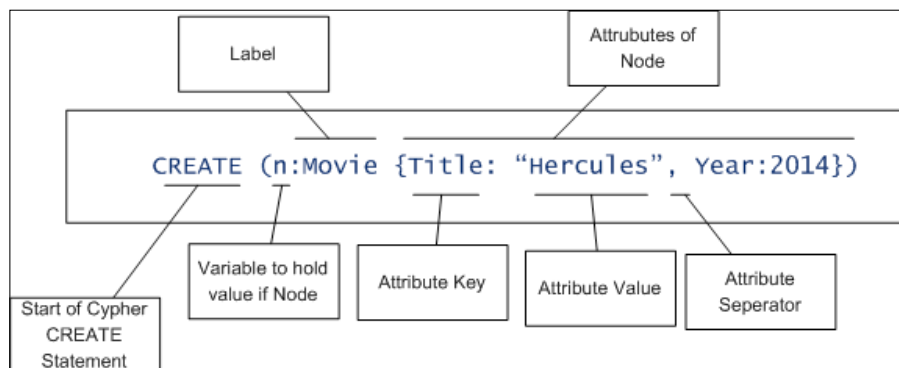 Label
Attrubutes of
Node
CREATE (n:Movie {Title: “Hercules”, Year:2014})
Variable to hold
value if Node
Attribute Key
Attribute Value
Attribute
Seperator
Start of Cypher
CREATE
Statement